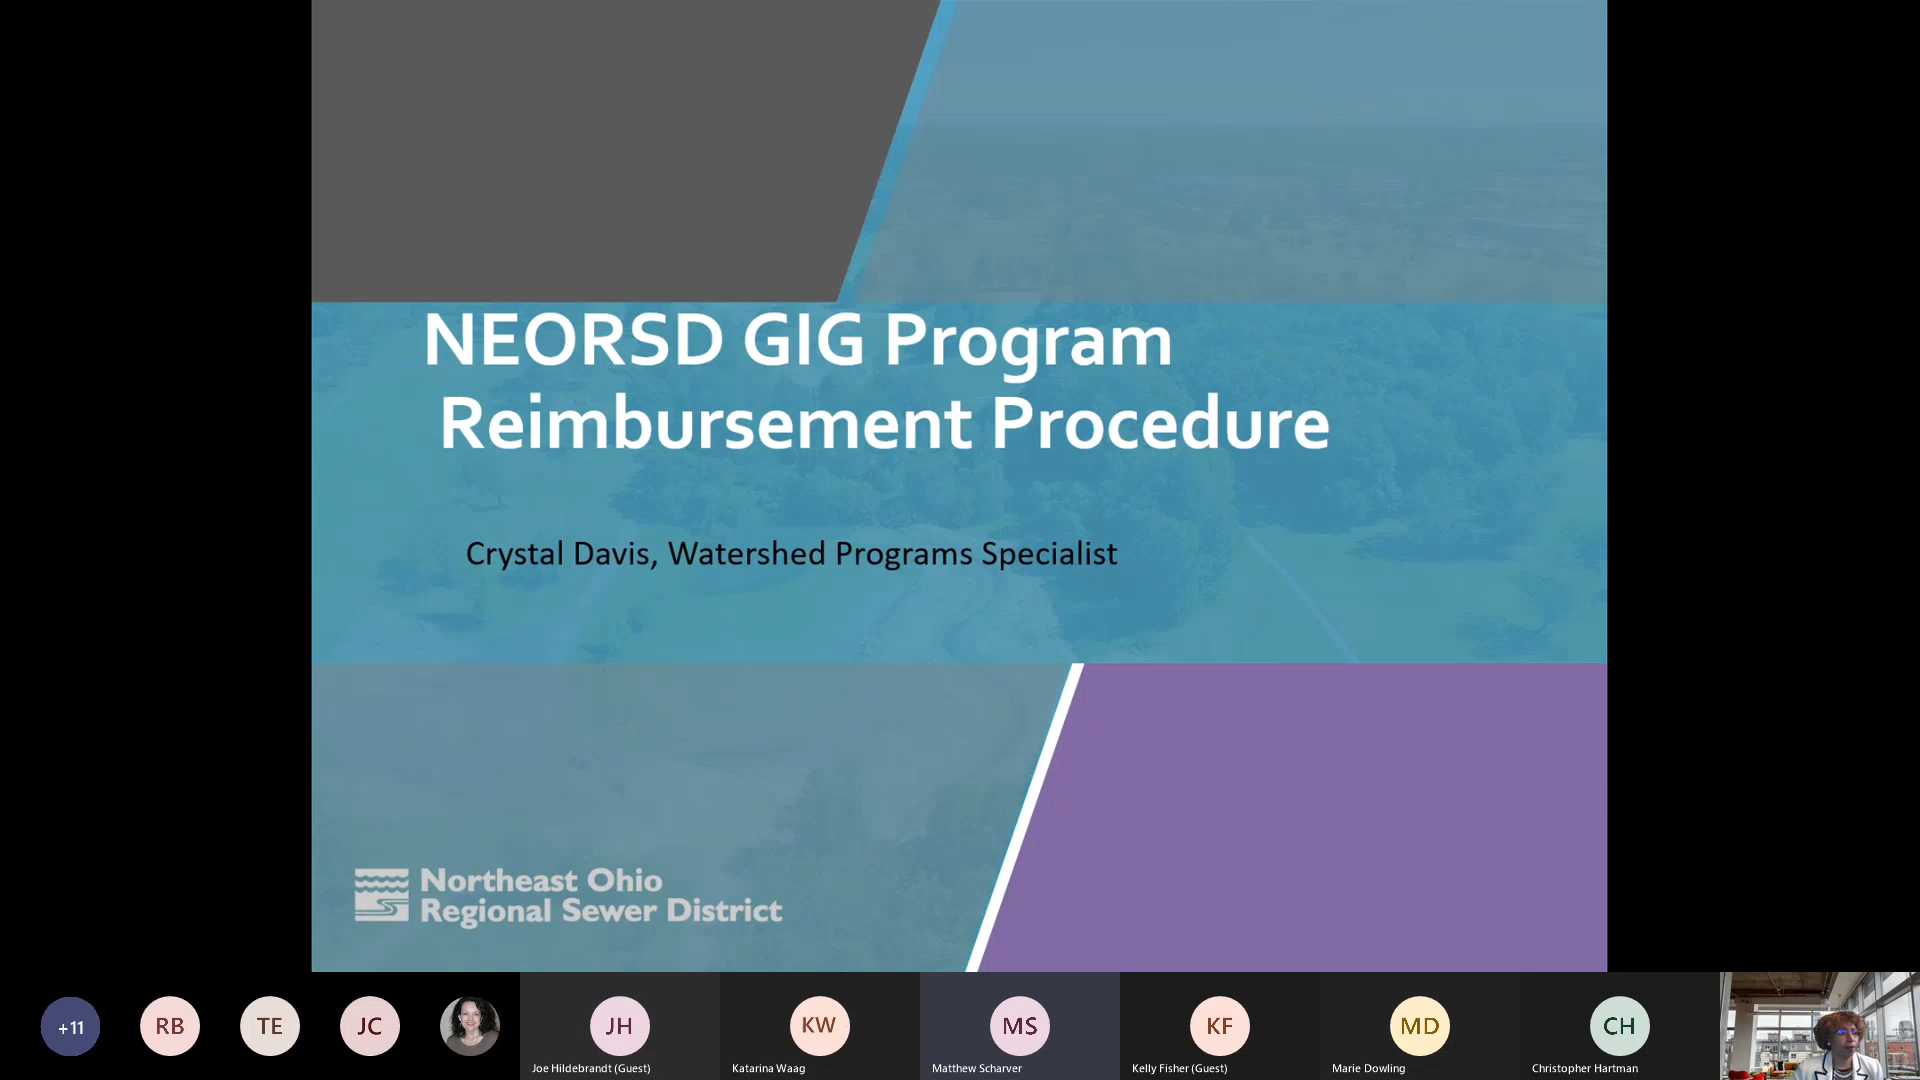 NEORSD GIG Program
Reimbursement Procedure
Crystal Davis, Watershed Programs Specialist
Northeast Ohio
Regional Sewer District
+11
RB
TE
JC
JH
KW
MS
KF
MD
CH
Joe Hildebrandt (Guest)
Katarina Waag
Matthew Scharver
Kelly Fisher (Guest)
Marie Dowling
Christopher Hartman